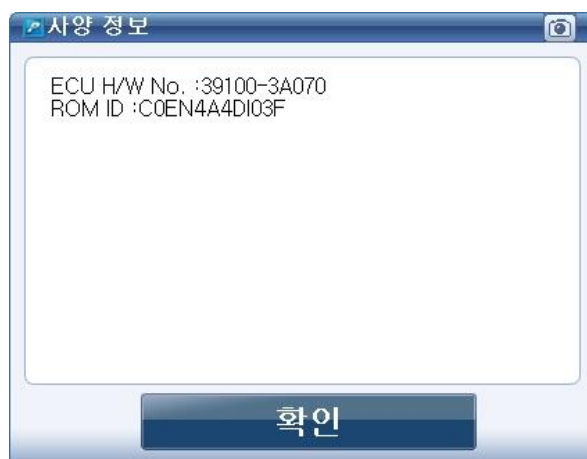 사양 정보
ECU H/W No. :39100-3A070
ROM ID :C0EN4A4DI03F
확인